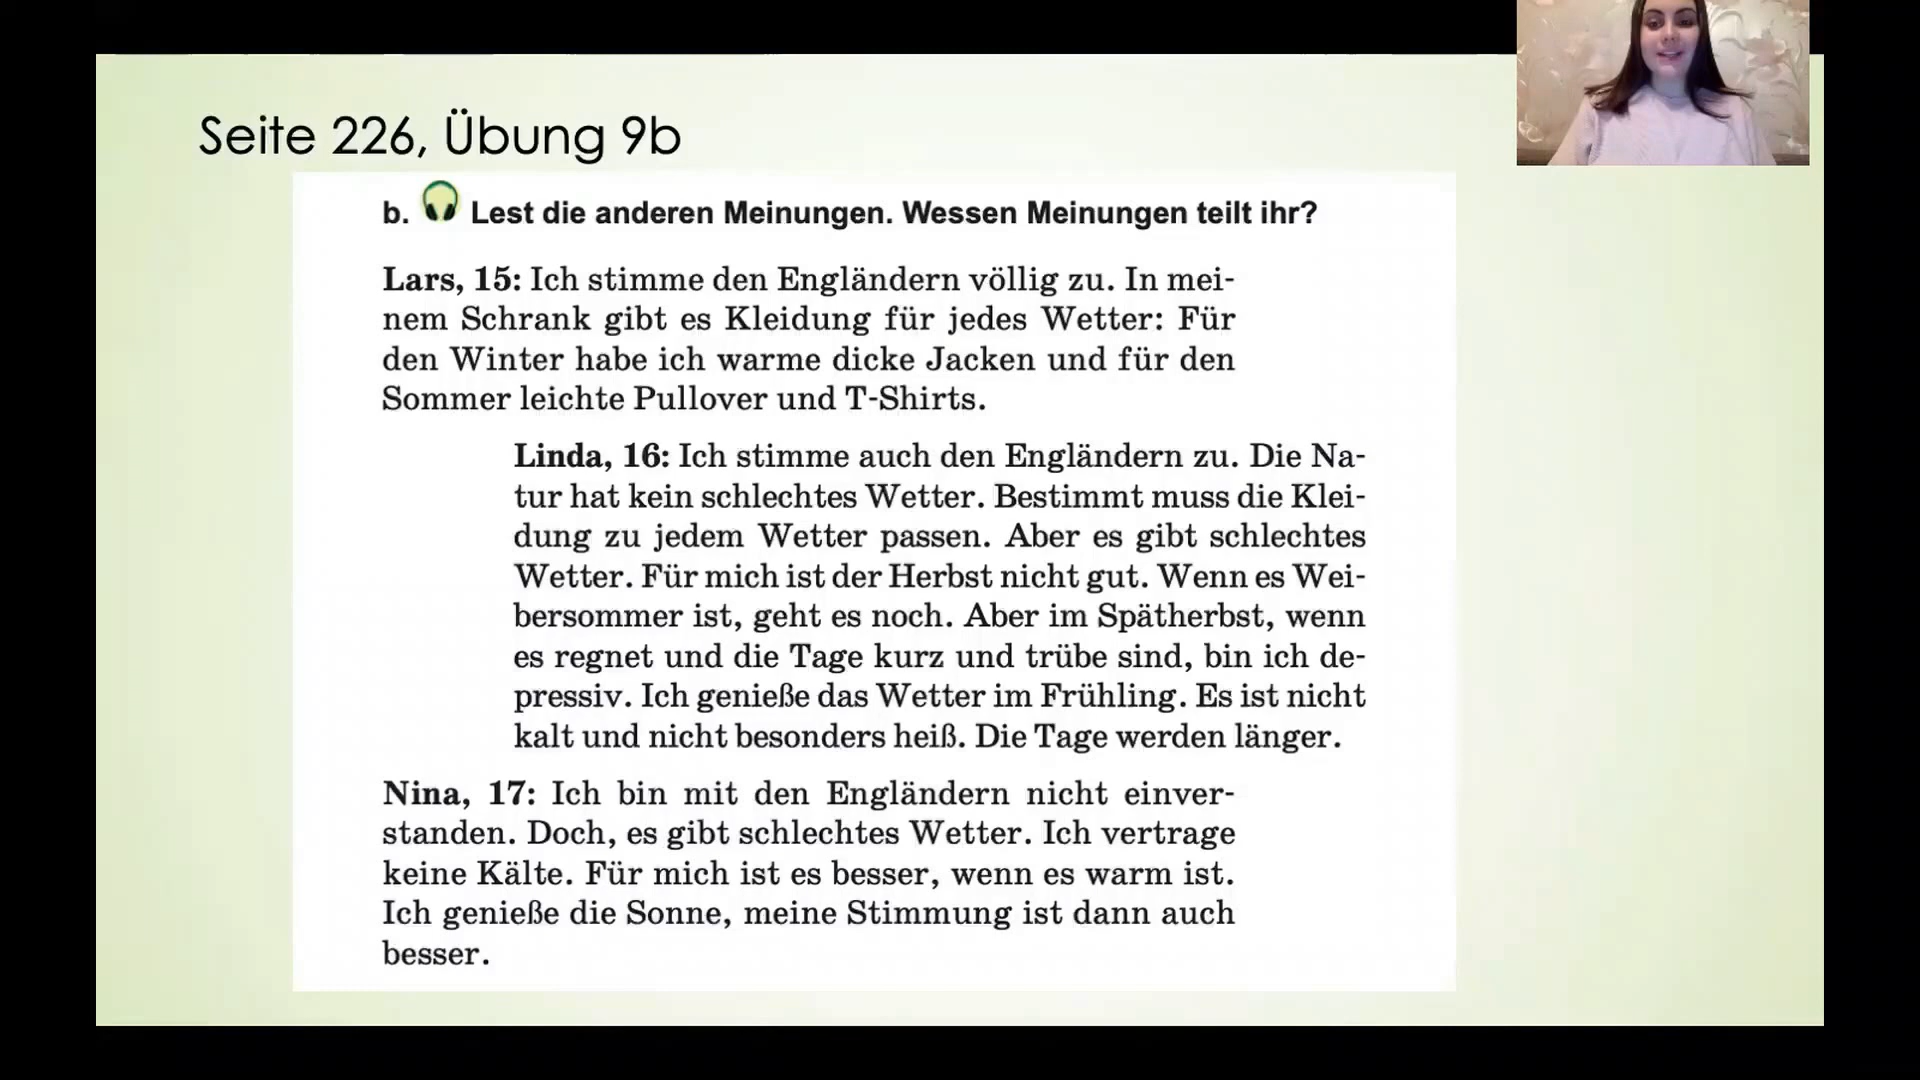 Seite 226, Übung 9b
b. Lest die anderen Meinungen. Wessen Meinungen teilt ihr?
Lars, 15: Ich stimme den Engländern völlig zu. In mei-
nem Schrank gibt es Kleidung für jedes Wetter: Für
den Winter habe ich warme dicke Jacken und für den
Sommer leichte Pullover und T-Shirts.
Linda, 16: Ich stimme auch den Engländern zu. Die Na-
tur hat kein schlechtes Wetter. Bestimmt muss die Klei-
dung zu jedem Wetter passen. Aber es gibt schlechtes
Wetter. Für mich ist der Herbst nicht gut. Wenn es Wei-
bersommer ist, geht es noch. Aber im Spätherbst, wenn
es regnet und die Tage kurz und trübe sind, bin ich de-
pressiv. Ich genieße das Wetter im Frühling. Es ist nicht
kalt und nicht besonders heiß. Die Tage werden länger.
Nina, 17: Ich bin mit den Engländern nicht einver-
standen. Doch, es gibt schlechtes Wetter. Ich vertrage
keine Kälte. Für mich ist es besser, wenn es warm ist.
Ich genieße die Sonne, meine Stimmung ist dann auch
besser.